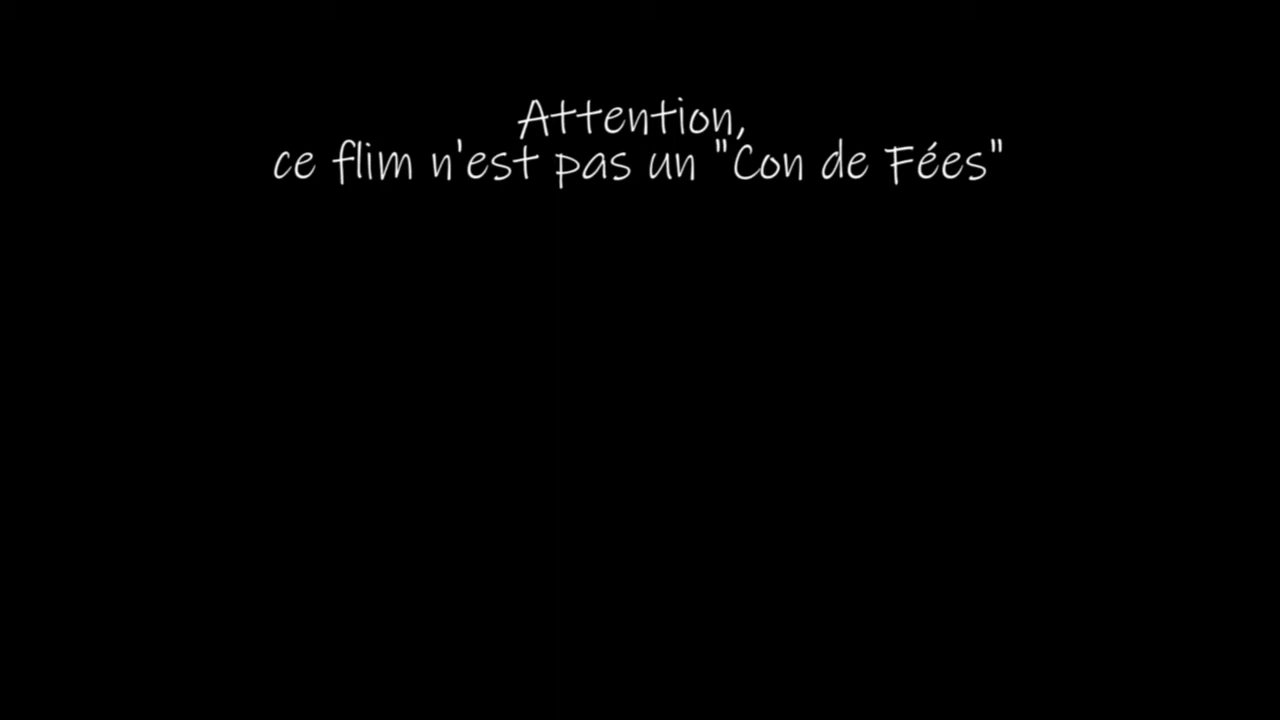 Attention,
ce flim n'est pas un "Con de Fées"